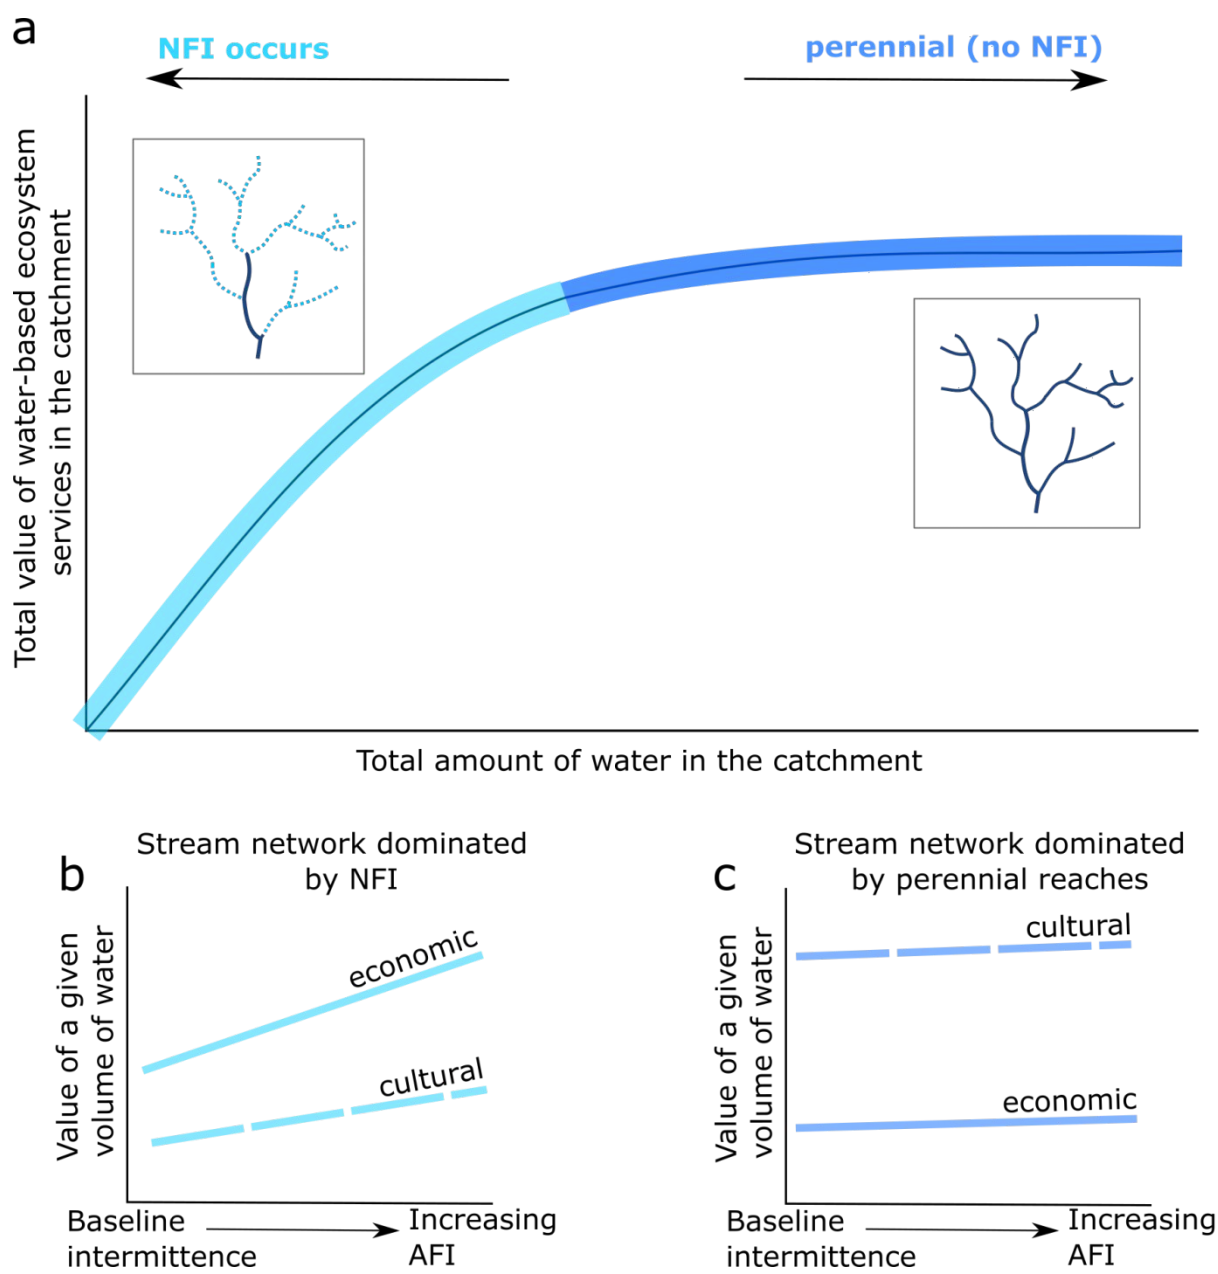 a
NFI occurs
perennial (no NFI)
Total value of water-based ecosystem
services in the catchment
Total amount of water in the catchment
b
Stream network dominated
by NFI
Value of a given
volume of water
economic
cultural
Baseline
intermittence
Increasing
AFI
c
Stream network dominated
by perennial reaches
Value of a given
volume of water
cultural
economic
Baseline
intermittence
Increasing
AFI